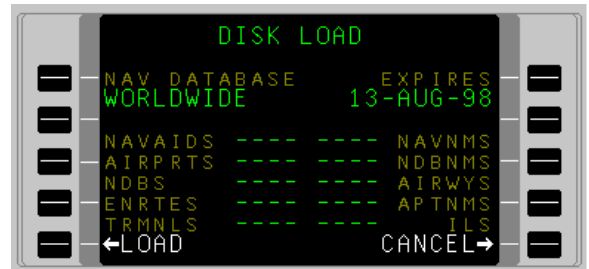 DISK LOAD
NAV DATABASE EXPIRES
WORLDWIDE 13-AUG-98
NAVAIDS ---- ---- NAVNMS
AIRPRTS ---- ---- NDBNMS
NDBS ---- ---- AIRWYS
ENRTES ---- ---- APTNMS
TRMNLS ---- ---- ILS
←LOAD CANCEL→